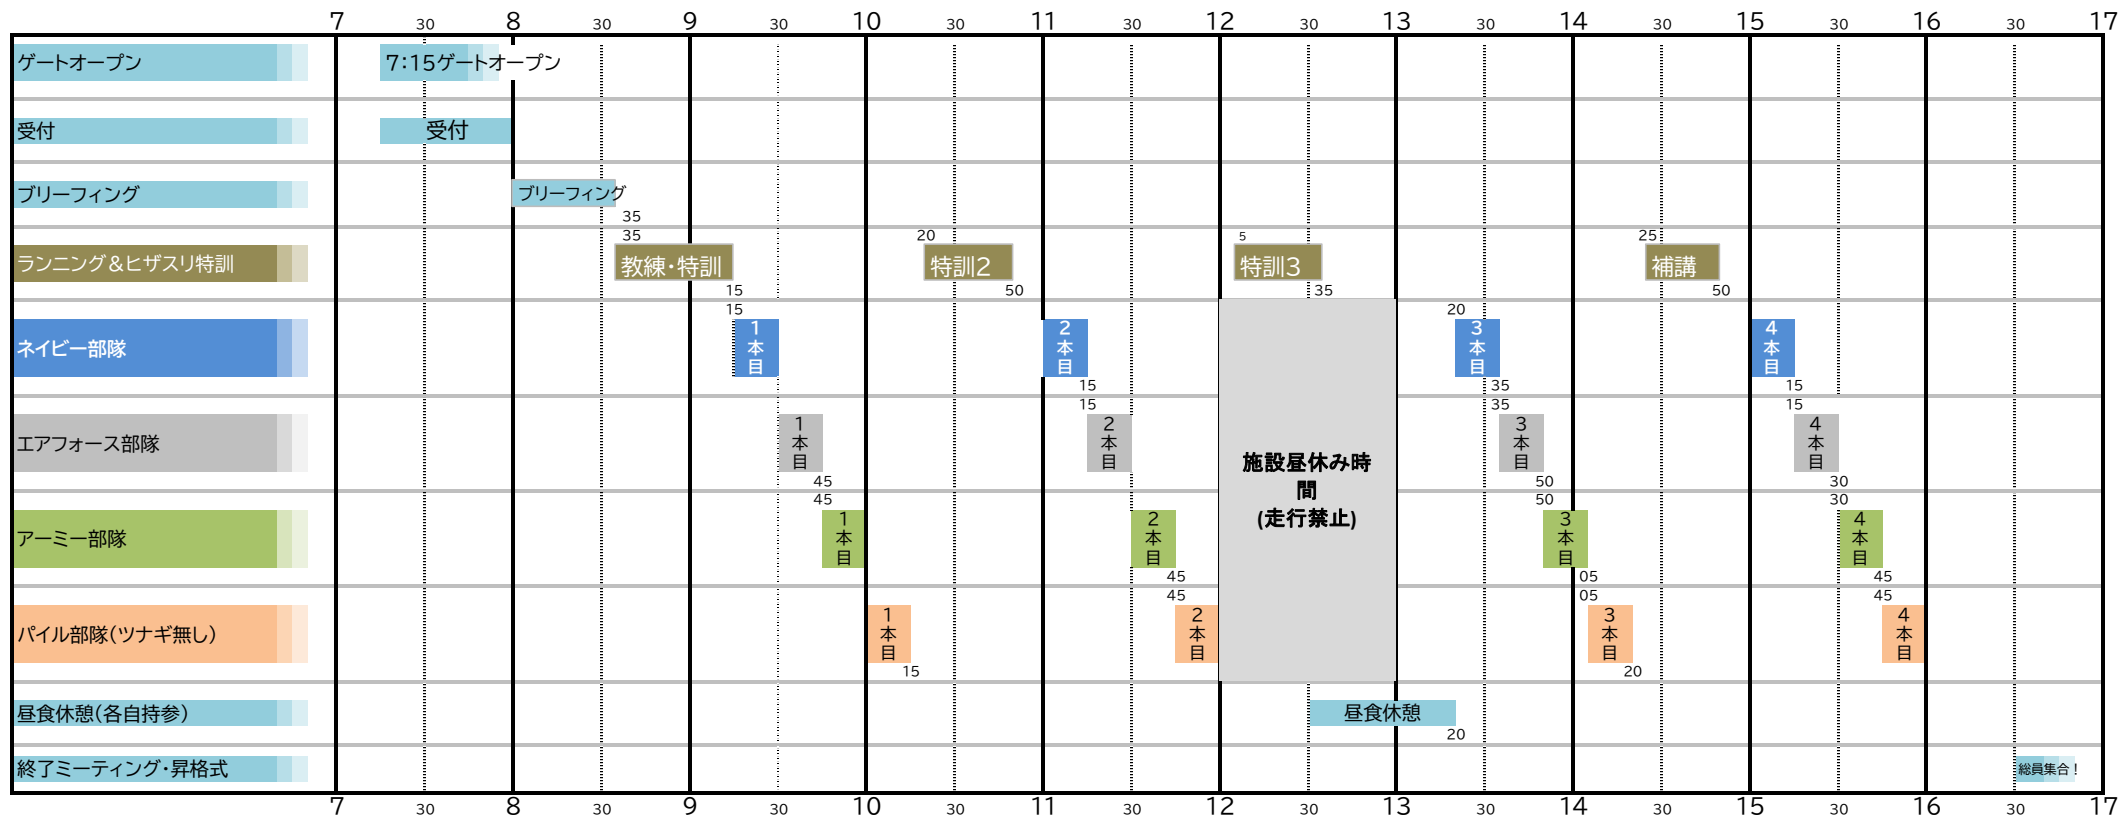 7 30 8 30 9 30 10 30 11 30 12 30 13 30 14 30 15 30 16 30 17
ゲートオープン 7:15ゲートオープン
受付 受付
ブリーフィング ブリーフィング
35
35 20 5 25
ランニング&ヒザスリ特訓 教練・特訓 特訓2 特訓3 補講
15 50 35 50
15 20
ネイビー部隊 1本目 2本目 3本目 4本目
15 35 15
15 35 15
エアフォース部隊 1本目 2本目 3本目 4本目
45 50 30
45 50 30
アーミー部隊 1本目 2本目 3本目 4本目
45 05 45
45 05 45
パイル部隊(ツナギ無し) 1本目 2本目 3本目 4本目
15 20
施設昼休み時
間
(走行禁止)
昼食休憩(各自持参) 昼食休憩
20
終了ミーティング・昇格式 総員集合!
7 30 8 30 9 30 10 30 11 30 12 30 13 30 14 30 15 30 16 30 17